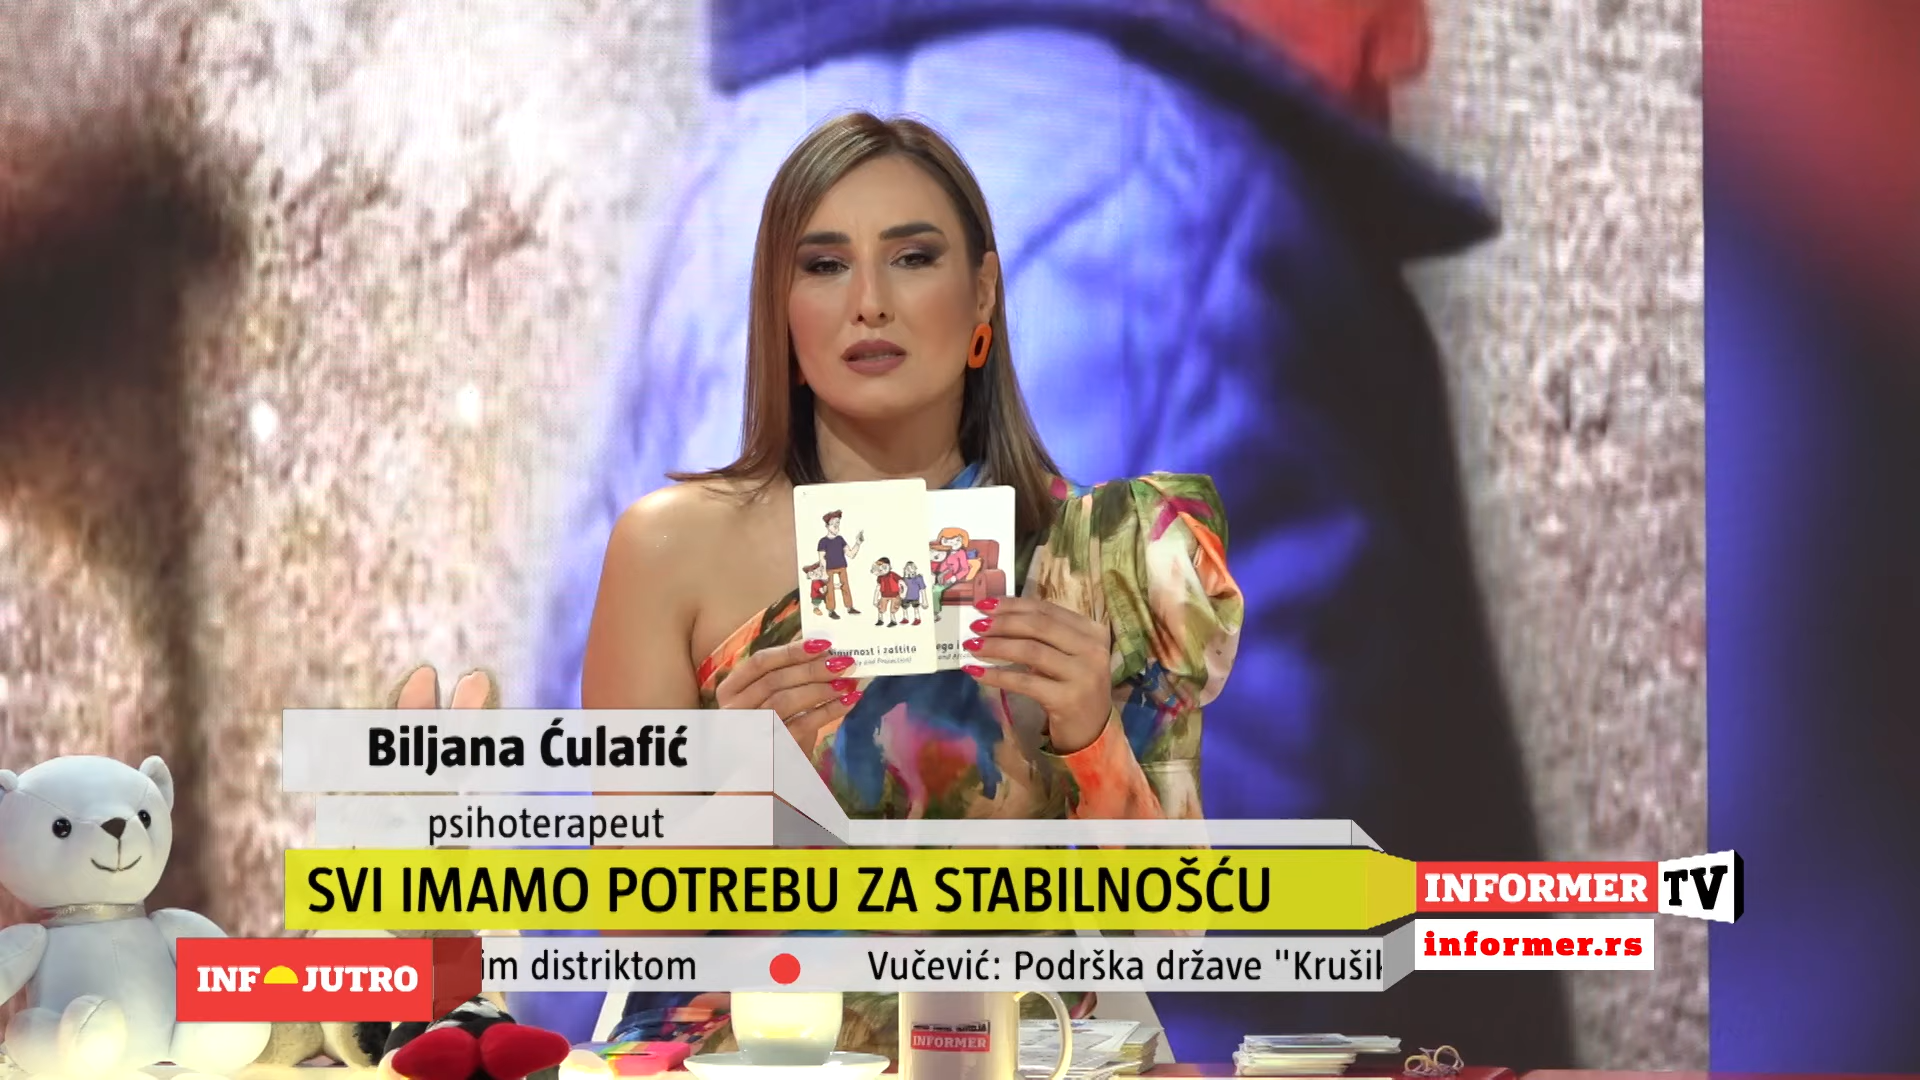 zaštita
Biljana Ćulafić
psihoterapeut
SVI IMAMO POTREBU ZA STABILNOŠĆU
INFORMER TV
informer.rs
INF JUTRO
im distriktom
Vučević: Podrška države "Krušik
INFORMER